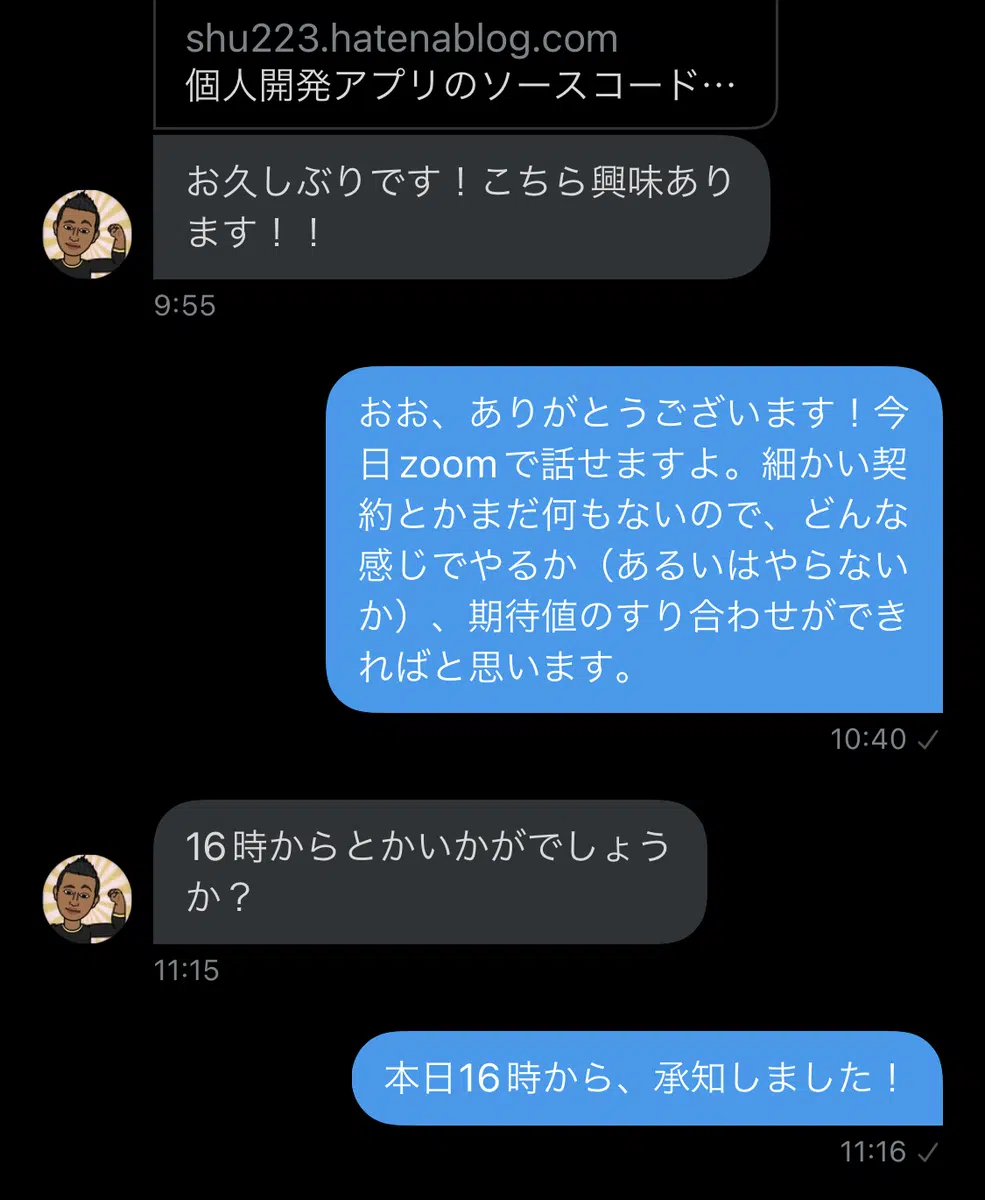 shu223.hatenablog.com
個人開発アプリのソースコード…
お久しぶりです！こちら興味あり
ます！！
9:55
おお、ありがとうございます！今
日zoomで話せますよ。細かい契
約とかまだ何もないので、どんな
感じでやるか（あるいはやらない
か）、期待値のすり合わせができ
ればと思います。
10:40
16時からとかいかがでしょう
か？
11:15
本日16時から、承知しました！
11:16